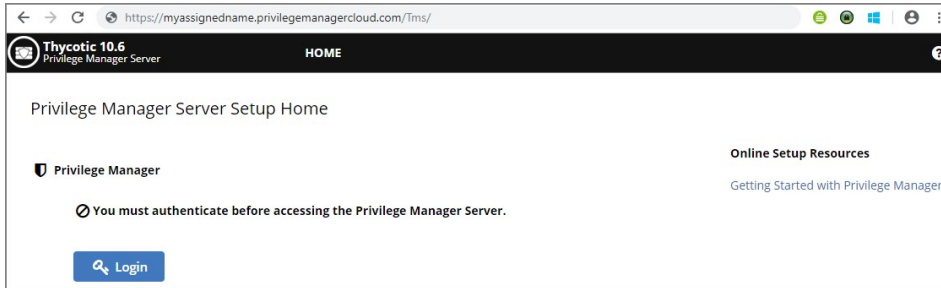 https://myassignedname.privilegemanagercloud.com/Tms/
Thycotic 10.6
Privilege Manager Server
HOME
Privilege Manager Server Setup Home
Privilege Manager
You must authenticate before accessing the Privilege Manager Server.
Login
Online Setup Resources
Getting Started with Privilege Manager